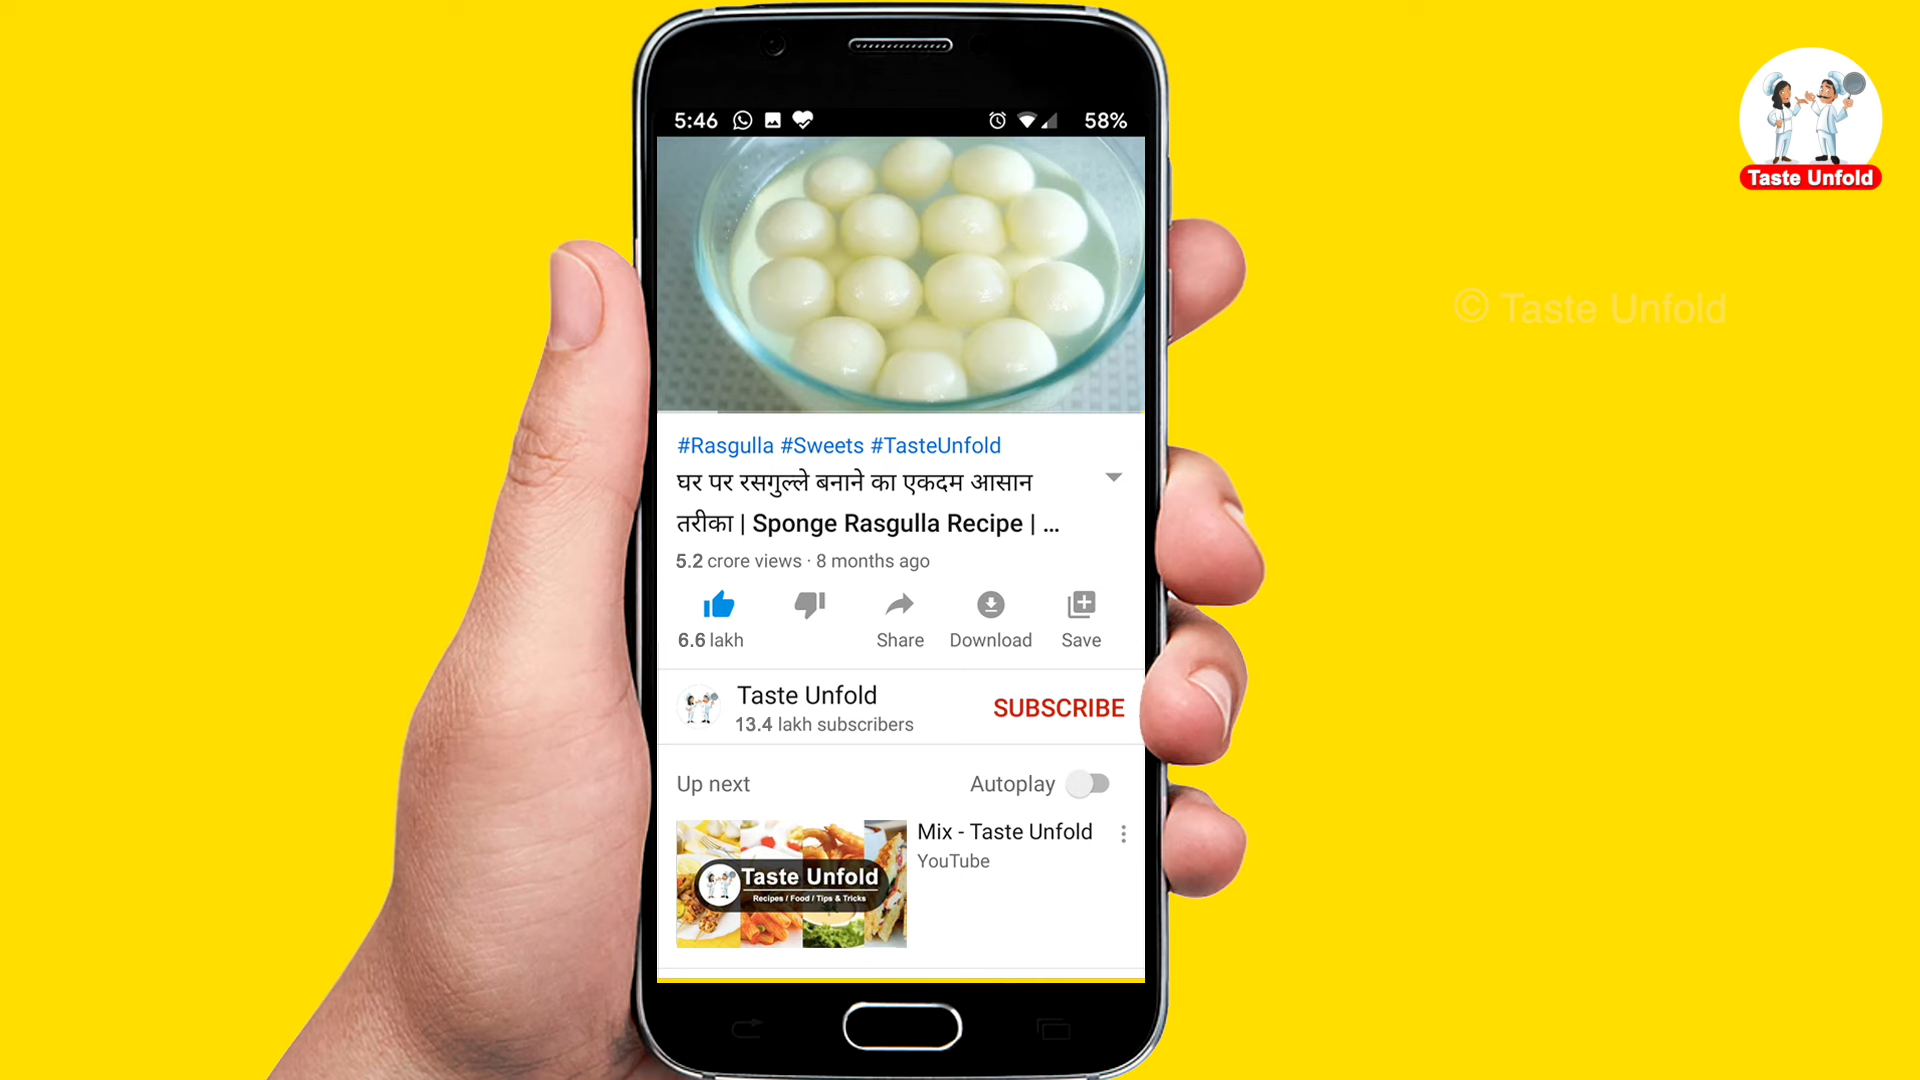 5:46
58%
Taste Unfold
© Taste Unfold
#Rasgulla #Sweets #TasteUnfold
घर पर रसगुल्ले बनाने का एकदम आसान
तरीका | Sponge Rasgulla Recipe | ...
5.2 crore views · 8 months ago
6.6 lakh
Share
Download
Save
Taste Unfold
13.4 lakh subscribers
SUBSCRIBE
Up next
Autoplay
Mix - Taste Unfold
YouTube
Taste Unfold
Recipes / Food / Tips & Tricks